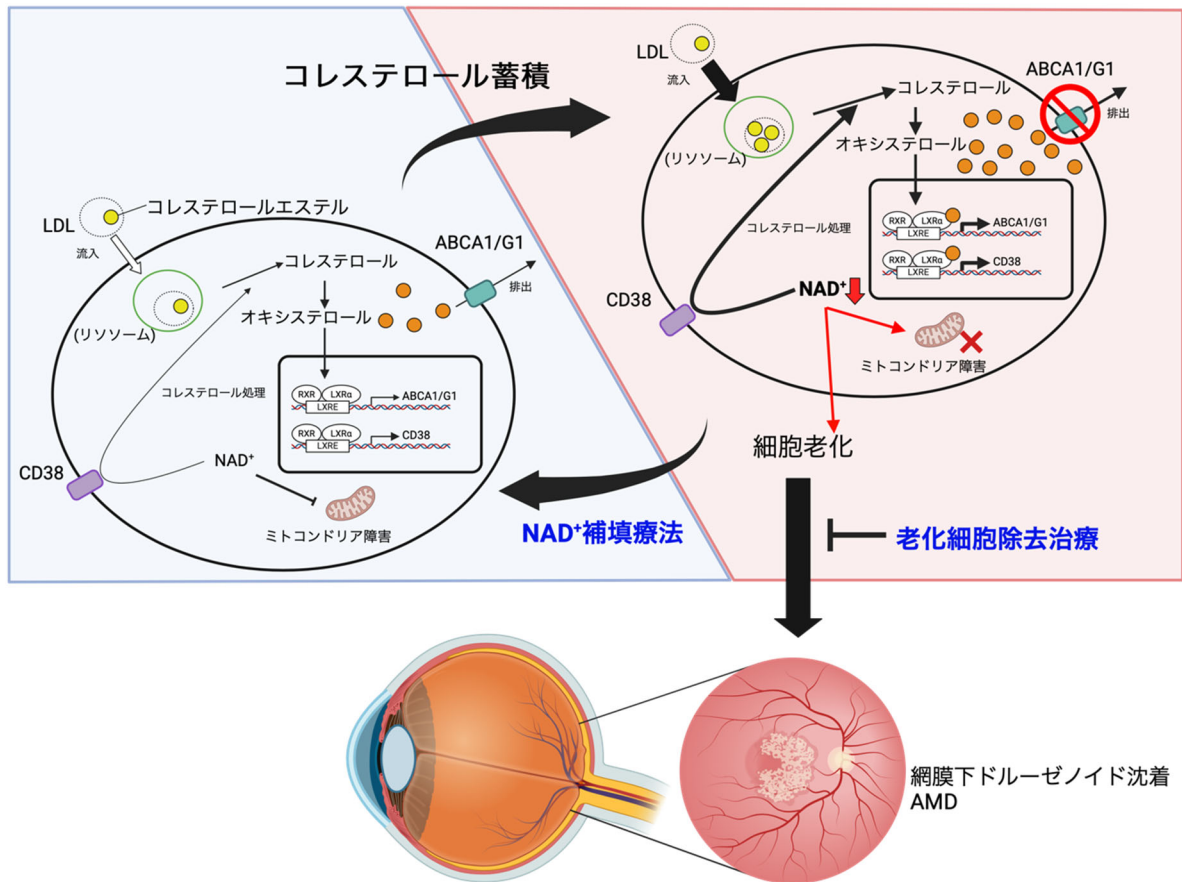 コレステロール蓄積
LDL
コレステロールエステル
流入
(リソソーム)
コレステロール
オキシステロール
ABCA1/G1
排出
コレステロール処理
RXR
LXRα
LXRE
ABCA1/G1
RXR
LXRα
LXRE
CD38
CD38
NAD⁺
ミトコンドリア障害
LDL
流入
(リソソーム)
コレステロール
オキシステロール
ABCA1/G1
排出
コレステロール処理
RXR
LXRα
LXRE
ABCA1/G1
RXR
LXRα
LXRE
CD38
CD38
NAD⁺
ミトコンドリア障害
細胞老化
NAD⁺補填療法
老化細胞除去治療
網膜下ドルーゼノイド沈着
AMD